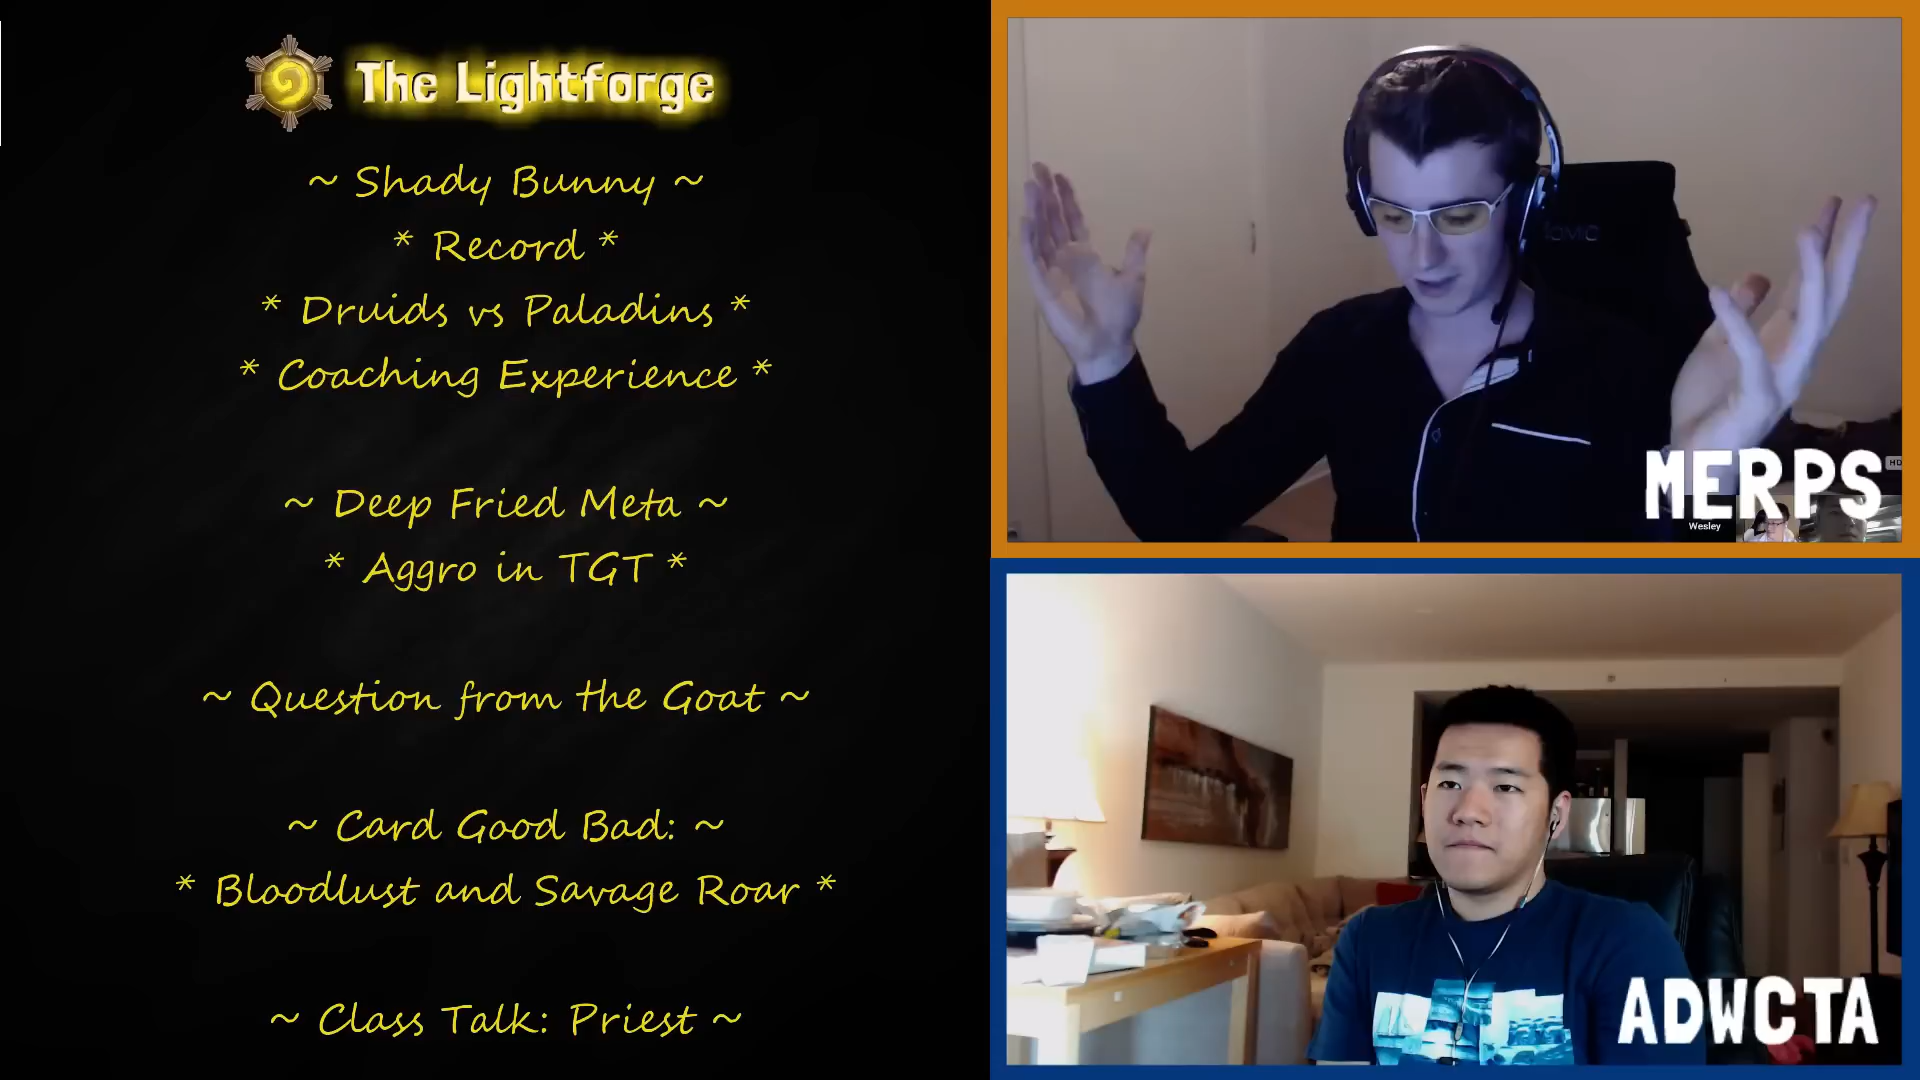 The Lightforge
~ Shady Bunny ~
* Record *
* Druids vs Paladins *
* Coaching Experience *
~ Deep Fried Meta ~
* Aggro in TGT *
~ Question from the Goat ~
~ Card Good Bad: ~
* Bloodlust and Savage Roar *
~ Class Talk: Priest ~
MERPS
HD
Wesley
ADWCTA